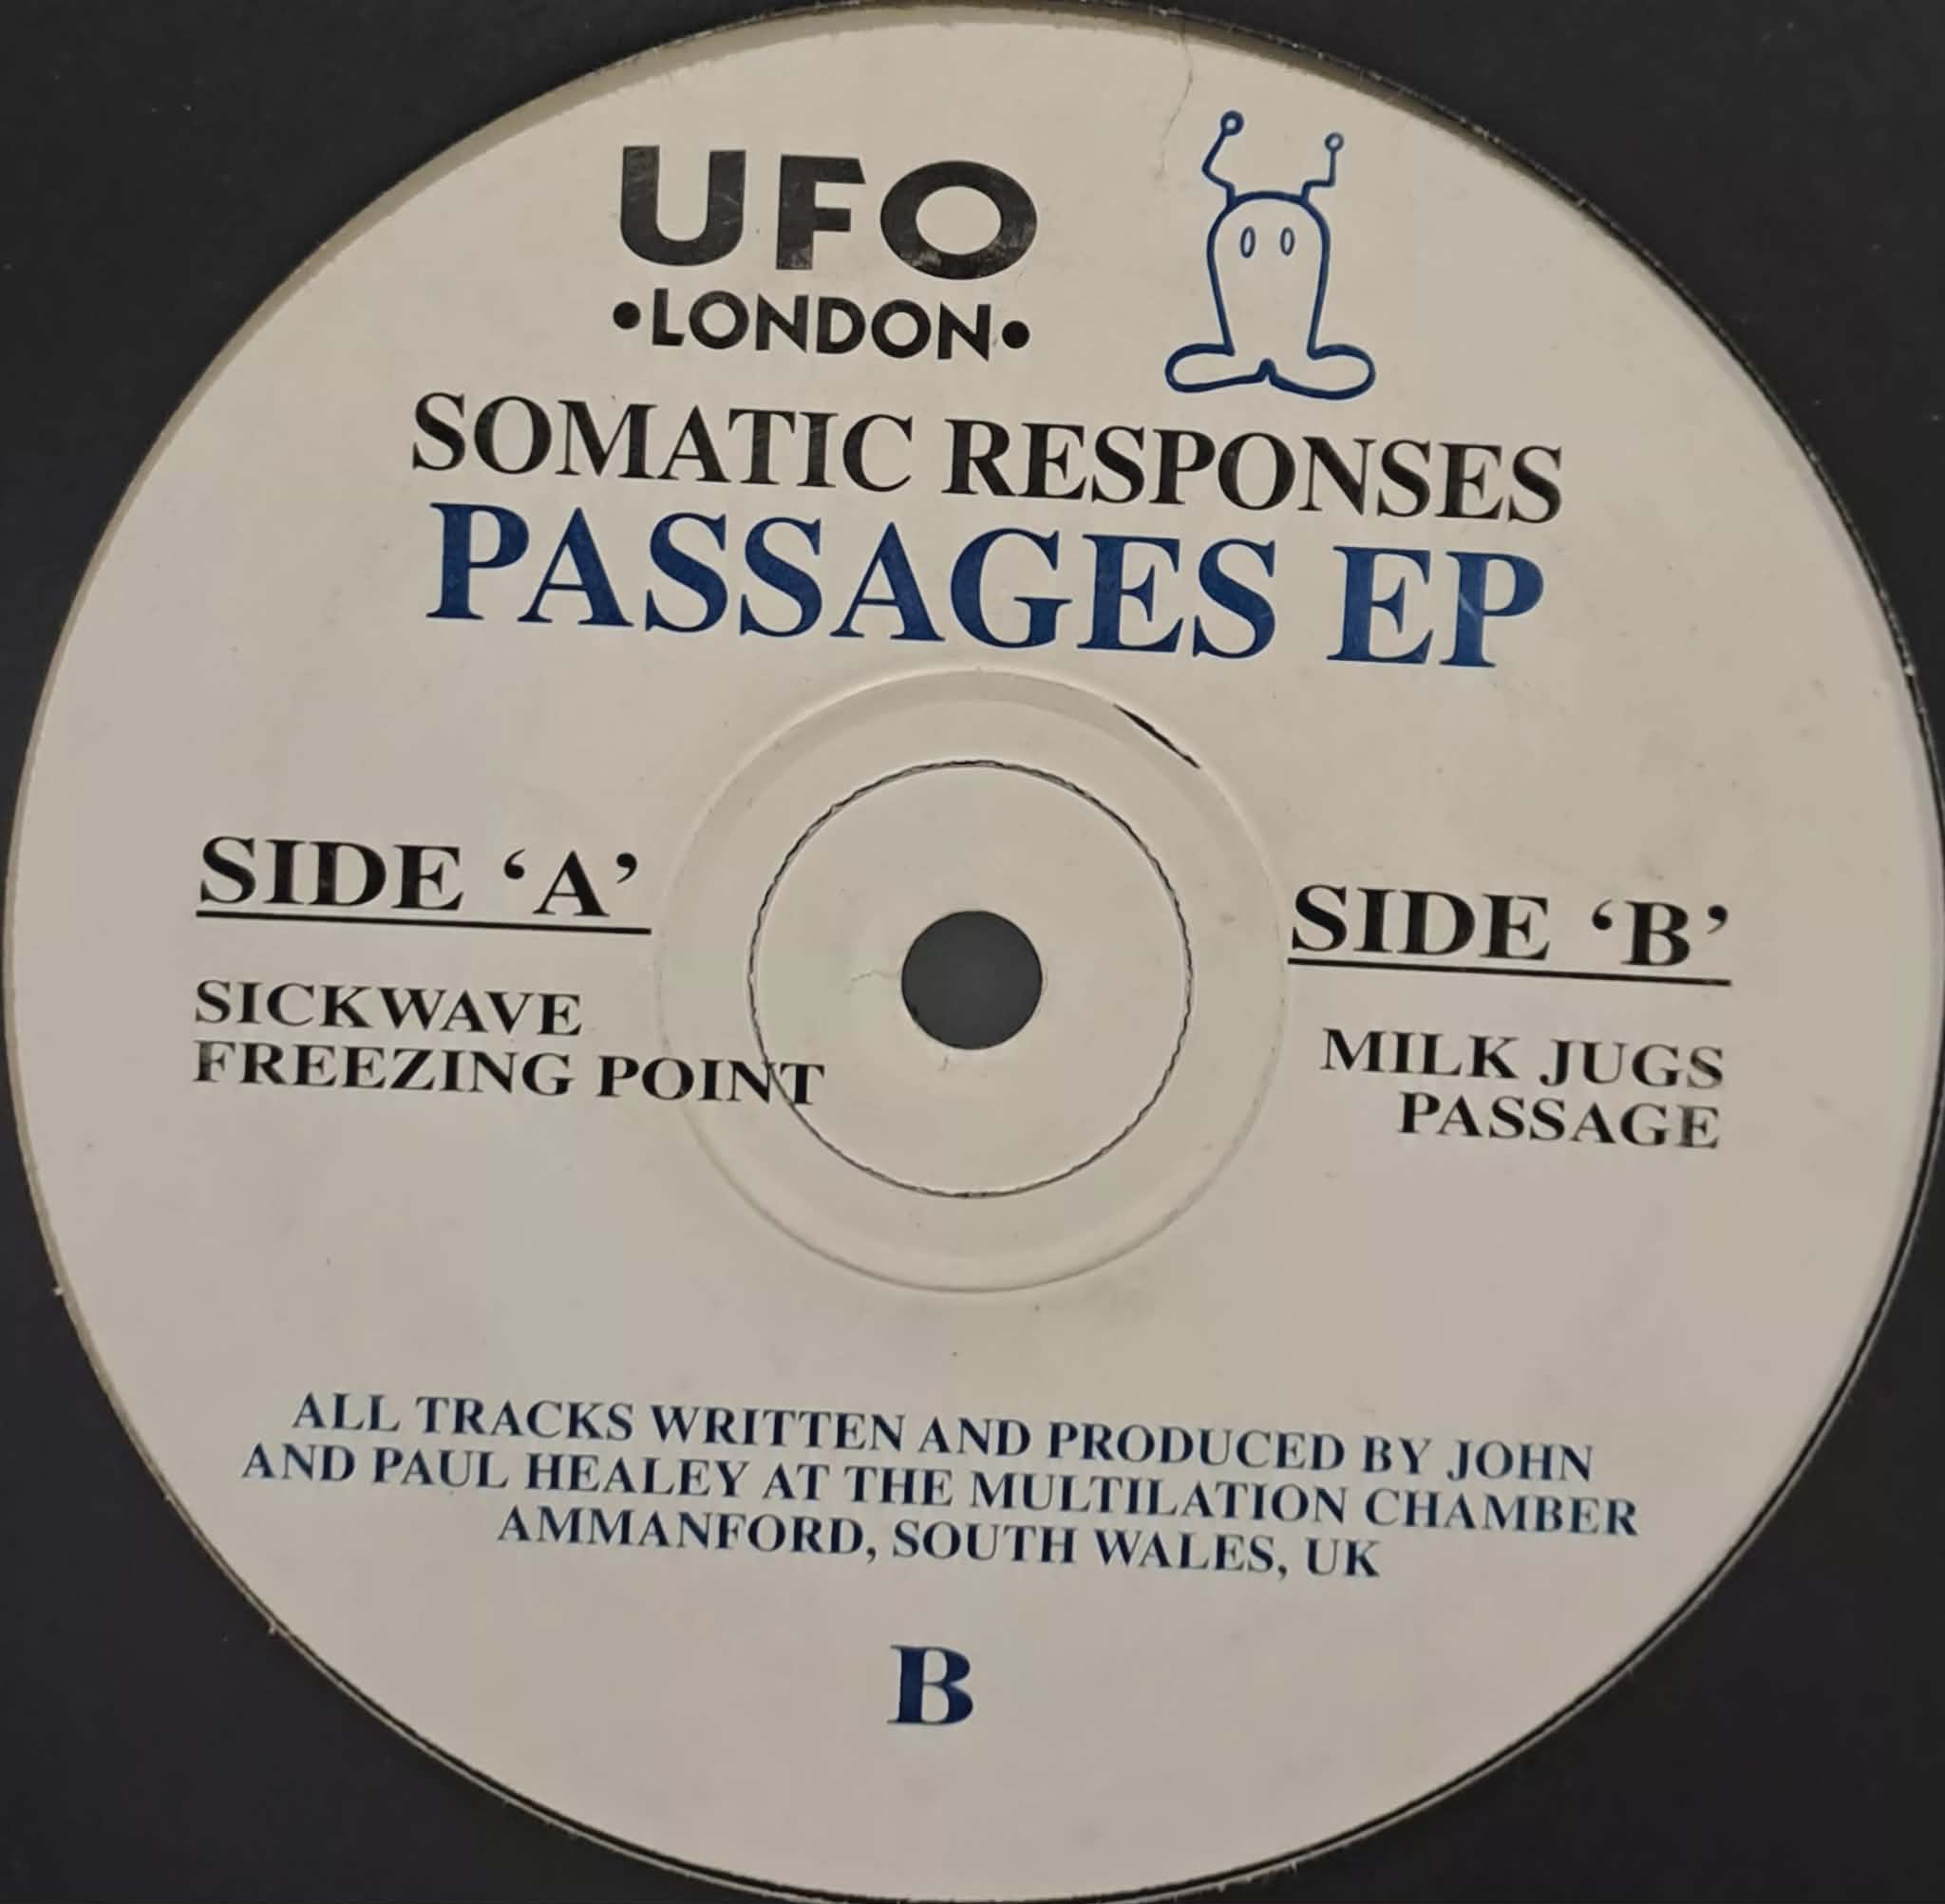 UFO
•LONDON•
SOMATIC RESPONSES
PASSAGES EP
SIDE ‘A’
SICKWAVE
FREEZING POINT
SIDE ‘B’
MILK JUGS
PASSAGE
ALL TRACKS WRITTEN AND PRODUCED BY JOHN
AND PAUL HEALEY AT THE MULTILATION CHAMBER
AMMANFORD, SOUTH WALES, UK
B